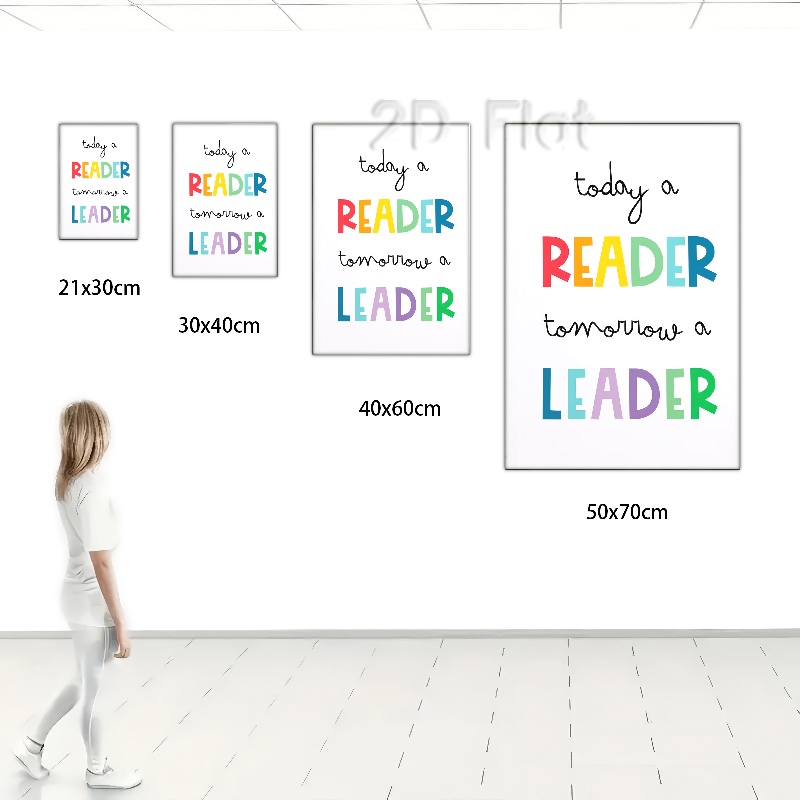 2D Flat
today a
READER
tomorrow a
LEADER
21x30cm
today a
READER
tomorrow a
LEADER
30x40cm
today a
READER
tomorrow a
LEADER
40x60cm
today a
READER
tomorrow a
LEADER
50x70cm